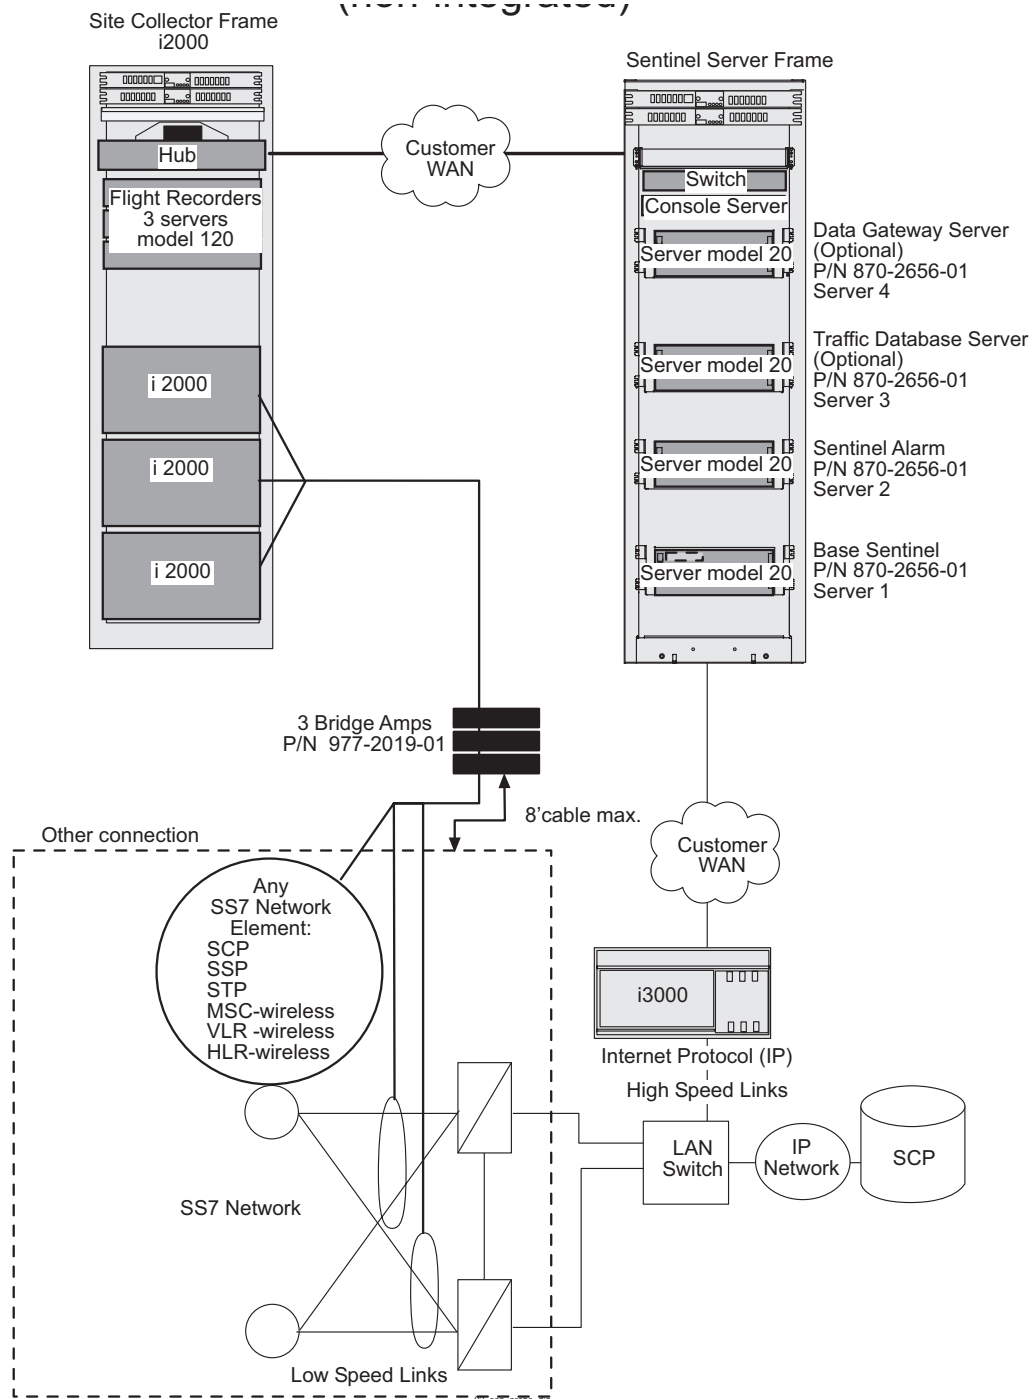 (non-integrated)
Site Collector Frame
i2000
Sentinel Server Frame
Hub
Customer
WAN
Switch
Console Server
Flight Recorders
3 servers
model 120
Server model 20
Data Gateway Server
(Optional)
P/N 870-2656-01
Server 4
i 2000
Server model 20
Traffic Database Server
(Optional)
P/N 870-2656-01
Server 3
i 2000
Server model 20
Sentinel Alarm
P/N 870-2656-01
Server 2
i 2000
Server model 20
Base Sentinel
P/N 870-2656-01
Server 1
3 Bridge Amps
P/N 977-2019-01
8'cable max.
Other connection
Customer
WAN
Any
SS7 Network
Element:
SCP
SSP
STP
MSC-wireless
VLR -wireless
HLR-wireless
i3000
Internet Protocol (IP)
High Speed Links
LAN
Switch
IP
Network
SCP
SS7 Network
Low Speed Links